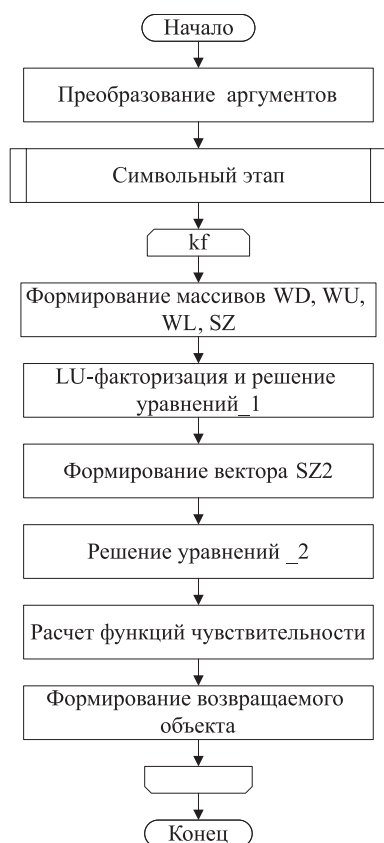 Начало
Преобразование аргументов
Символьный этап
kf
Формирование массивов WD, WU,
WL, SZ
LU-факторизация и решение
уравнений_1
Формирование вектора SZ2
Решение уравнений _2
Расчет функций чувствительности
Формирование возвращаемого
объекта
Конец